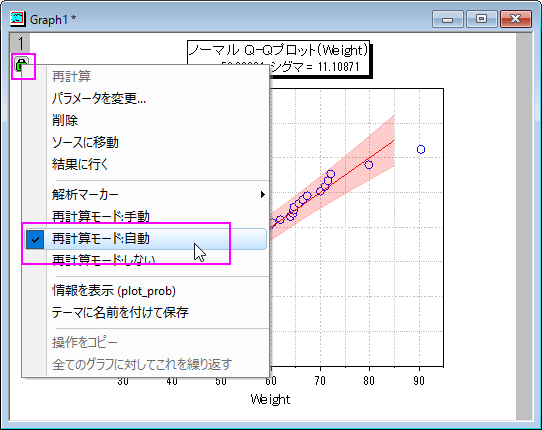 Graph1 *
1
ノーマル Q-Qプロット(Weight)
シグマ = 11.10871
再計算
パラメータを変更...
削除
ソースに移動
結果に行く
解析マーカー
再計算モード:手動
再計算モード:自動
再計算モード:しない
情報を表示 (plot_prob)
テーマに名前を付けて保存
操作をコピー
全てのグラフに対してこれを繰り返す
30 40 50 60 70 80 90
Weight